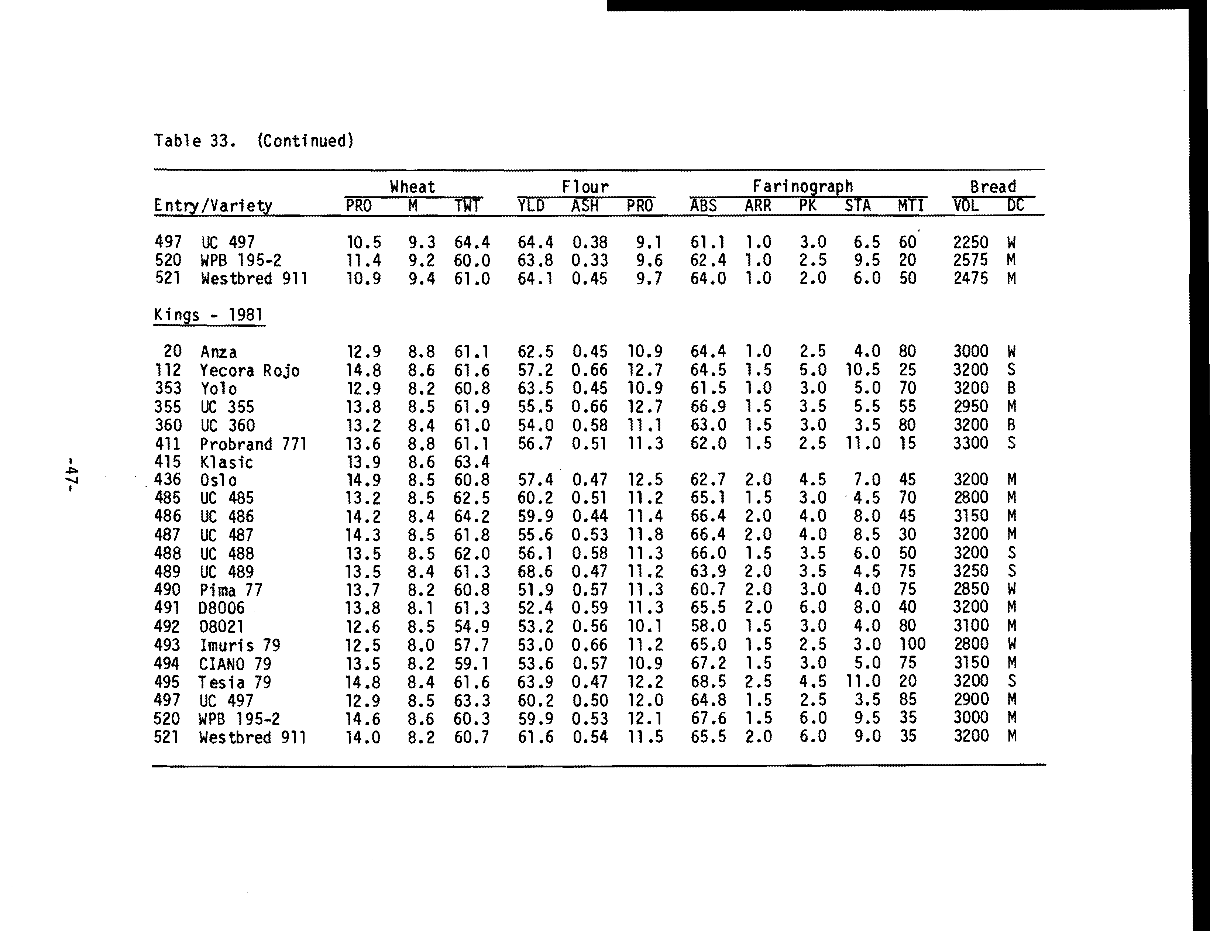 Table 33. (Continued)
Wheat Flour Farinograph Bread
Entry/Variety PRO M TWT YLD ASH PRO ABS ARR PK STA MTI VOL DC
497 UC 497 10.5 9.3 64.4 64.4 0.38 9.1 61.1 1.0 3.0 6.5 60 2250 W
520 WPB 195-2 11.4 9.2 60.0 63.8 0.33 9.6 62.4 1.0 2.5 9.5 20 2575 M
521 Westbred 911 10.9 9.4 61.0 64.1 0.45 9.7 64.0 1.0 2.0 6.0 50 2475 M
Kings - 1981
20 Anza 12.9 8.8 61.1 62.5 0.45 10.9 64.4 1.0 2.5 4.0 80 3000 W
112 Yecora Rojo 14.8 8.6 61.6 57.2 0.66 12.7 64.5 1.5 5.0 10.5 25 3200 S
353 Yolo 12.9 8.2 60.8 63.5 0.45 10.9 61.5 1.0 3.0 5.0 70 3200 B
355 UC 355 13.8 8.5 61.9 55.5 0.66 12.7 66.9 1.5 3.5 5.5 55 2950 M
360 UC 360 13.2 8.4 61.0 54.0 0.58 11.1 63.0 1.5 3.0 3.5 80 3200 B
411 Probrand 771 13.6 8.8 61.1 56.7 0.51 11.3 62.0 1.5 2.5 11.0 15 3300 S
415 Klasic 13.9 8.6 63.4
436 Oslo 14.9 8.5 60.8 57.4 0.47 12.5 62.7 2.0 4.5 7.0 45 3200 M
485 UC 485 13.2 8.5 62.5 60.2 0.51 11.2 65.1 1.5 3.0 4.5 70 2800 M
486 UC 486 14.2 8.4 64.2 59.9 0.44 11.4 66.4 2.0 4.0 8.0 45 3150 M
487 UC 487 14.3 8.5 61.8 55.6 0.53 11.8 66.4 2.0 4.0 8.5 30 3200 M
488 UC 488 13.5 8.5 62.0 56.1 0.58 11.3 66.0 1.5 3.5 6.0 50 3200 S
489 UC 489 13.5 8.4 61.3 68.6 0.47 11.2 63.9 2.0 3.5 4.5 75 3250 S
490 Pima 77 13.7 8.2 60.8 51.9 0.57 11.3 60.7 2.0 3.0 4.0 75 2850 W
491 D8006 13.8 8.1 61.3 52.4 0.59 11.3 65.5 2.0 6.0 8.0 40 3200 M
492 D8021 12.6 8.5 54.9 53.2 0.56 10.1 58.0 1.5 3.0 4.0 80 3100 M
493 Imuris 79 12.5 8.0 57.7 53.0 0.66 11.2 65.0 1.5 2.5 3.0 100 2800 W
494 CIANO 79 13.5 8.2 59.1 53.6 0.57 10.9 67.2 1.5 3.0 5.0 75 3150 M
495 Tesia 79 14.8 8.4 61.6 63.9 0.47 12.2 68.5 2.5 4.5 11.0 20 3200 S
497 UC 497 12.9 8.5 63.3 60.2 0.50 12.0 64.8 1.5 2.5 3.5 85 2900 M
520 WPB 195-2 14.6 8.6 60.3 59.9 0.53 12.1 67.6 1.5 6.0 9.5 35 3000 M
521 Westbred 911 14.0 8.2 60.7 61.6 0.54 11.5 65.5 2.0 6.0 9.0 35 3200 M
-47-